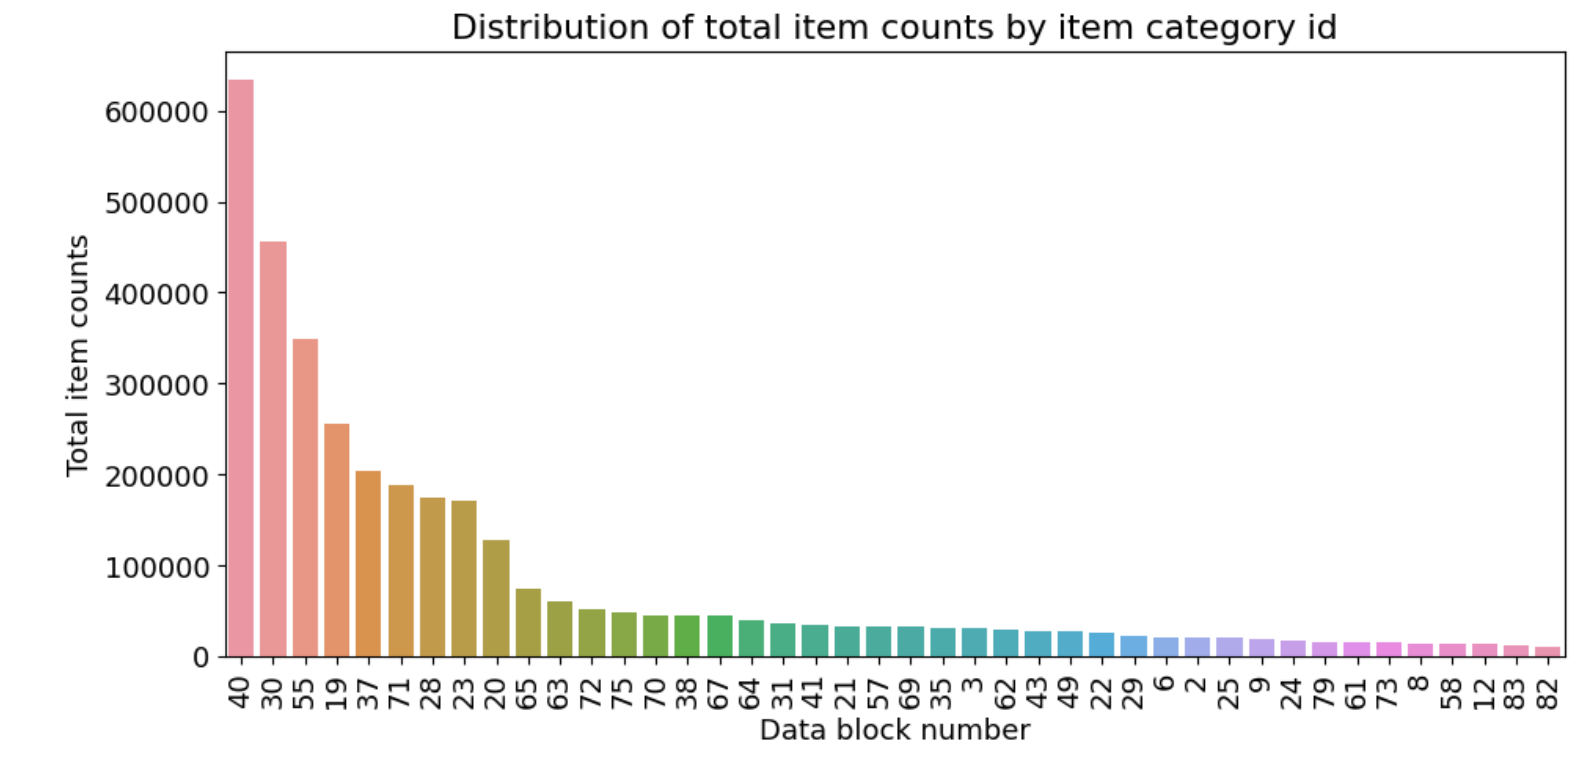 Distribution of total item counts by item category id
Total item counts
600000
500000
400000
300000
200000
100000
0
40 30 55 19 37 71 28 23 20 65 63 72 75 70 38 67 64 31 41 21 57 69 35 3 62 43 49 22 29 6 2 25 9 24 79 61 73 8 58 12 83 82
Data block number